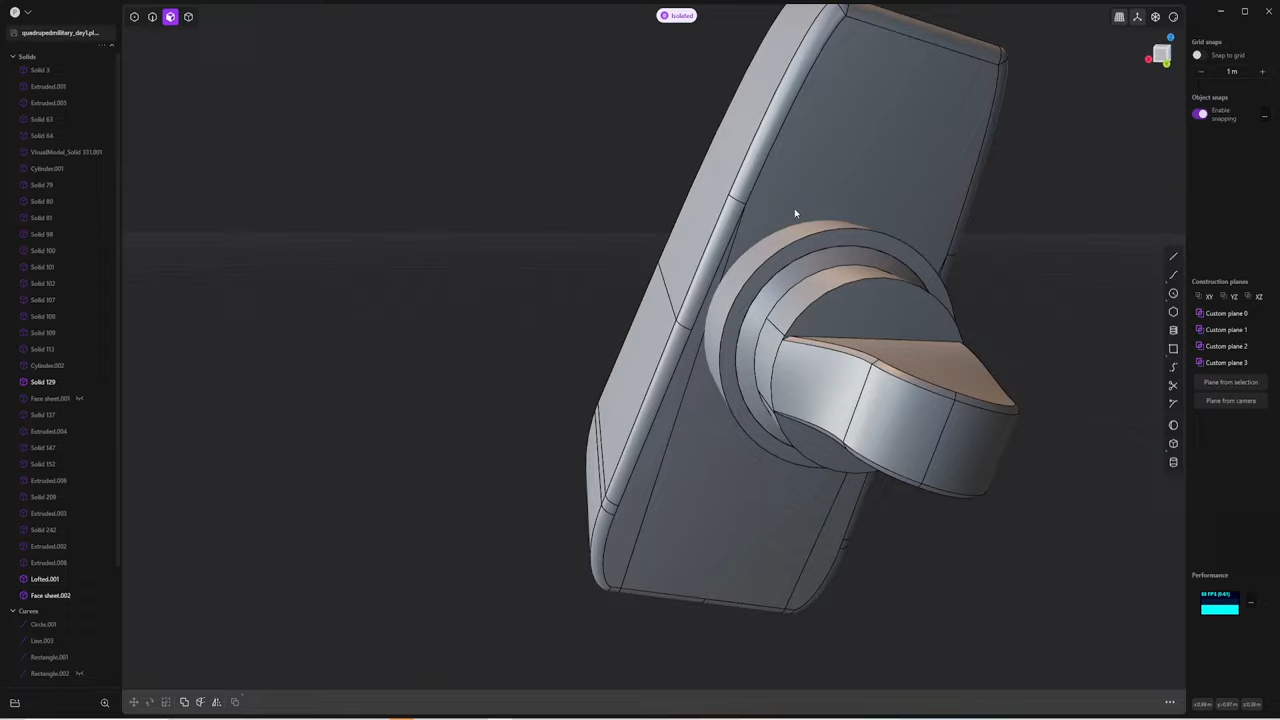 P
quadrupedmilitary_day1.pl...
Isolated
Solids
Solid 3
Extruded.001
Extruded.005
Solid 63
Solid 64
VisualModel_Solid 331.001
Cylinder.001
Solid 79
Solid 80
Solid 81
Solid 98
Solid 100
Solid 101
Solid 102
Solid 107
Solid 108
Solid 109
Solid 113
Cylinder.002
Solid 129
Face sheet.001
Solid 137
Extruded.004
Solid 147
Solid 152
Extruded.006
Solid 209
Extruded.003
Solid 242
Extruded.002
Extruded.008
Lofted.001
Face sheet.002
Curves
Circle.001
Line.003
Rectangle.001
Rectangle.002
Grid snaps
Snap to grid
1 m
Object snaps
Enable
snapping
Construction planes
XY YZ XZ
Custom plane 0
Custom plane 1
Custom plane 2
Custom plane 3
Plane from selection
Plane from camera
Performance